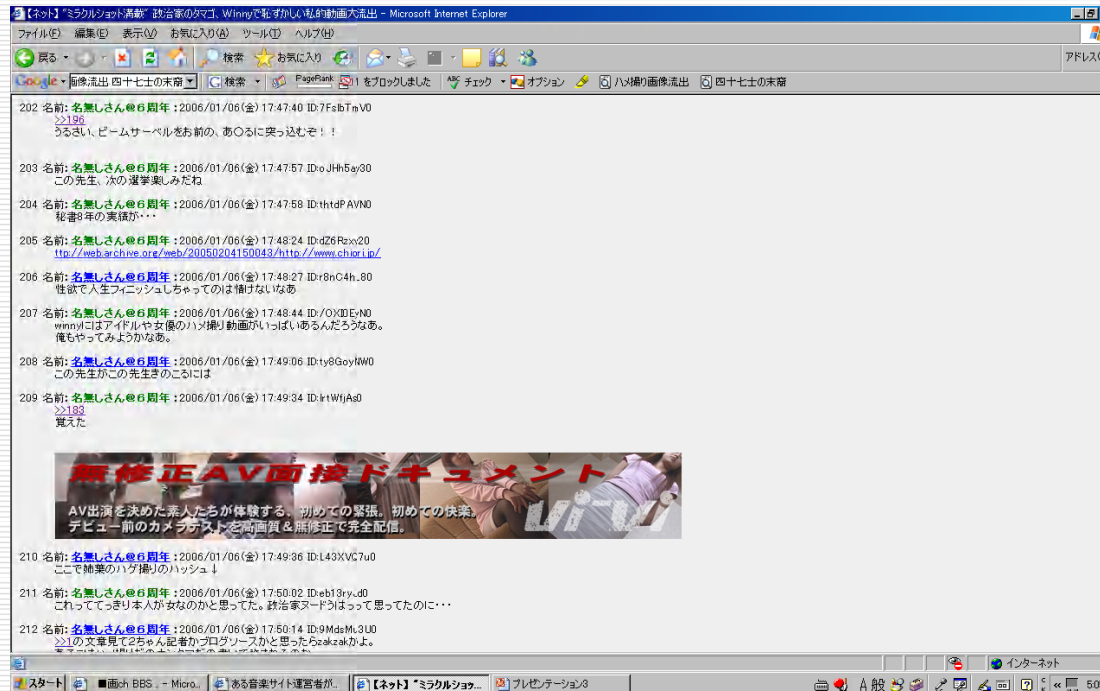 【ネット】 "ミラクルショット満載" 政治家のタマゴ、Winnyで恥ずかしい私的動画大流出 - Microsoft Internet Explorer
ファイル(F) 編集(E) 表示(V) お気に入り(A) ツール(T) ヘルプ(H)
戻る 検索 お気に入り アドレス(
Google 画像流出 四十七士の末裔 検索 PageRank 1 をブロックしました ABC チェック オプション ハメ撮り画像流出 四十七士の末裔
202 名前: 名無しさん@6周年 : 2006/01/06(金) 17:47:40
>>196
うるさい、ビームサーベルをお前の、あ○るに突っ込むぞ!!
203 名前: 名無しさん@6周年 : 2006/01/06(金) 17:47:57
この先生、次の選挙楽しみだね
204 名前: 名無しさん@6周年 : 2006/01/06(金) 17:47:58
秘書8年の実績が・・・
205 名前: 名無しさん@6周年 : 2006/01/06(金) 17:48:24
ttp://web.archive.org/web/20050204150043/http://www.chiori.jp/
206 名前: 名無しさん@6周年 : 2006/01/06(金) 17:48:27
性欲で人生フィニッシュしちゃってのは情けないなあ
207 名前: 名無しさん@6周年 : 2006/01/06(金) 17:48:44
winnyにはアイドルや女優のハメ撮り動画がいっぱいあるんだろうなあ。
俺もやってみようかなあ。
208 名前: 名無しさん@6周年 : 2006/01/06(金) 17:49:06 ID:ty8GoyNW0
この先生がこの先生きのこるには
209 名前: 名無しさん@6周年 : 2006/01/06(金) 17:49:34
>>183
覚えた
無修正AV面接ドキュメント
AV出演を決めた素人たちが体験する、初めての緊張。初めての快楽。
デビュー前のカメラテストを高画質&無修正で完全配信。
210 名前: 名無しさん@6周年 : 2006/01/06(金) 17:49:36
ここで姉葉のハゲ撮りのハッシュ↓
211 名前: 名無しさん@6周年 : 2006/01/06(金) 17:50:02
これっててっきり本人が女なのかと思ってた。政治家ヌードうはっって思ってたのに・・・
212 名前: 名無しさん@6周年 : 2006/01/06(金) 17:50:14
>>1の文章見て2ちゃん記者かブログソースかと思ったらzakzakかよ。
インターネット
スタート ■画ch BBS .- Micro.. ある音楽サイト運営者が.. 【ネット】 "ミラクルショッ... プレゼンテーション3 A 般